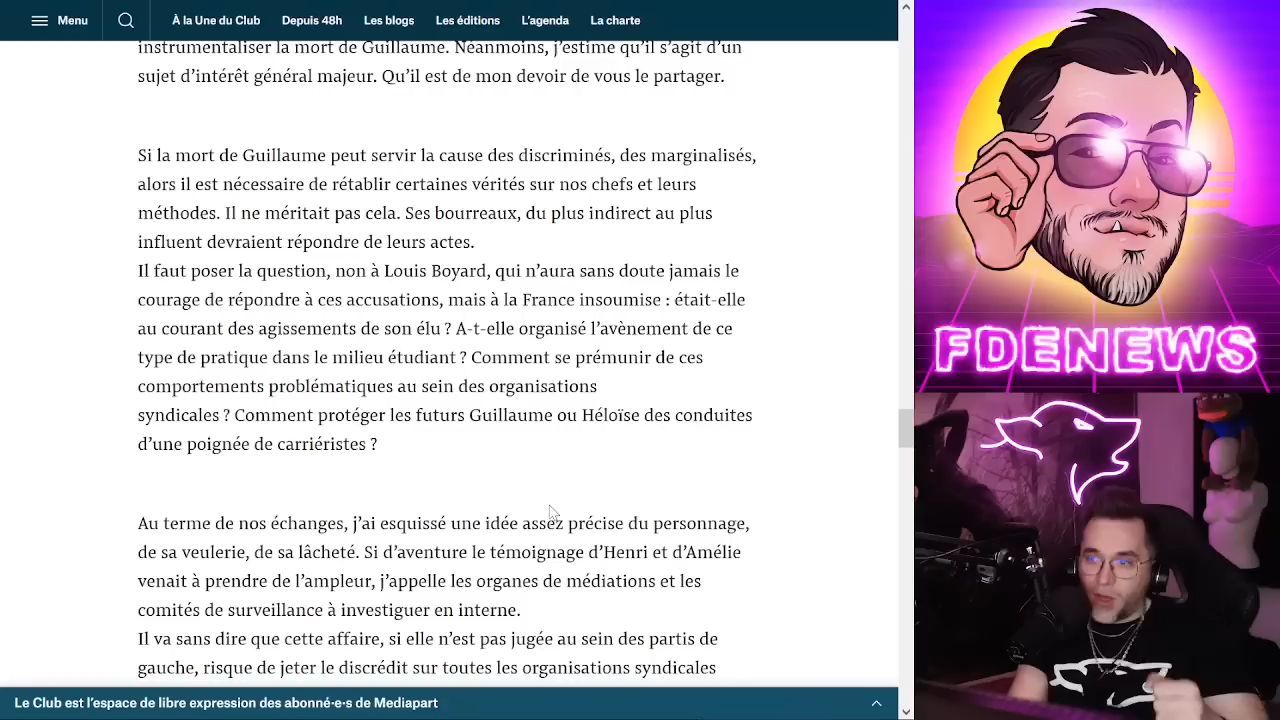 Menu
À la Une du Club
Depuis 48h
Les blogs
Les éditions
L'agenda
La charte
instrumentaliser la mort de Guillaume. Néanmoins, j'estime qu'il s'agit d'un
sujet d'intérêt général majeur. Qu'il est de mon devoir de vous le partager.
Si la mort de Guillaume peut servir la cause des discriminés, des marginalisés,
alors il est nécessaire de rétablir certaines vérités sur nos chefs et leurs
méthodes. Il ne méritait pas cela. Ses bourreaux, du plus indirect au plus
influent devraient répondre de leurs actes.
Il faut poser la question, non à Louis Boyard, qui n'aura sans doute jamais le
courage de répondre à ces accusations, mais à la France insoumise : était-elle
au courant des agissements de son élu ? A-t-elle organisé l'avènement de ce
type de pratique dans le milieu étudiant ? Comment se prémunir de ces
comportements problématiques au sein des organisations
syndicales ? Comment protéger les futurs Guillaume ou Héloïse des conduites
d'une poignée de carriéristes ?
Au terme de nos échanges, j'ai esquissé une idée assez précise du personnage,
de sa veulerie, de sa lâcheté. Si d'aventure le témoignage d'Henri et d'Amélie
venait à prendre de l'ampleur, j'appelle les organes de médiations et les
comités de surveillance à investiguer en interne.
Il va sans dire que cette affaire, si elle n'est pas jugée au sein des partis de
gauche, risque de jeter le discrédit sur toutes les organisations syndicales
Le Club est l'espace de libre expression des abonné·e·s de Mediapart
FDENEWS